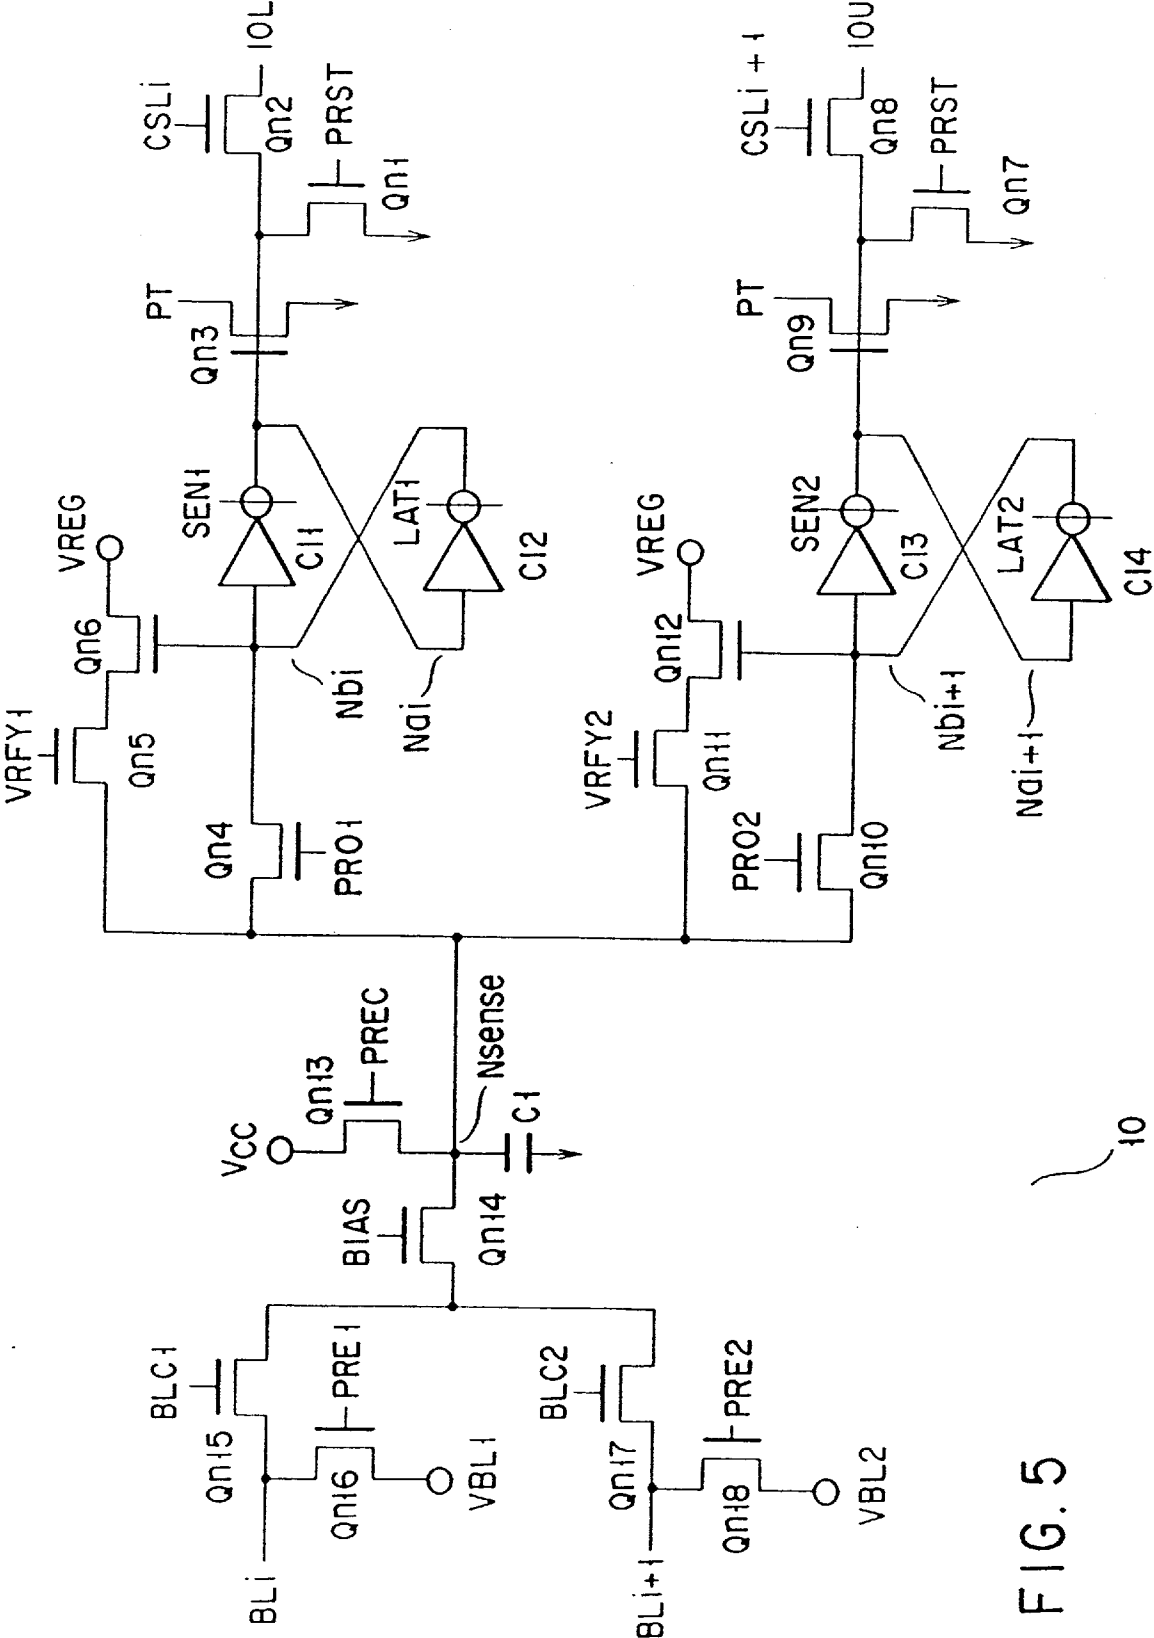 CSLi
IOL
Qn2
PRST
Qn1
PT
Qn3
VREG
SEN1
CI1
LAT1
CI2
Qn6
Nbi
Nai
VRFY1
Qn5
Qn4
PRO1
CSLi+1
IOU
Qn8
PRST
Qn7
PT
Qn9
VREG
SEN2
CI3
LAT2
CI4
Qn12
Nbi+1
Nai+1
VRFY2
Qn11
PRO2
Qn10
VCC
Qn13
PREC
Nsense
C1
BIAS
Qn14
BLC1
Qn15
PRE1
Qn16
VBL1
BLi
BLC2
Qn17
PRE2
Qn18
VBL2
BLi+1
10
FIG. 5